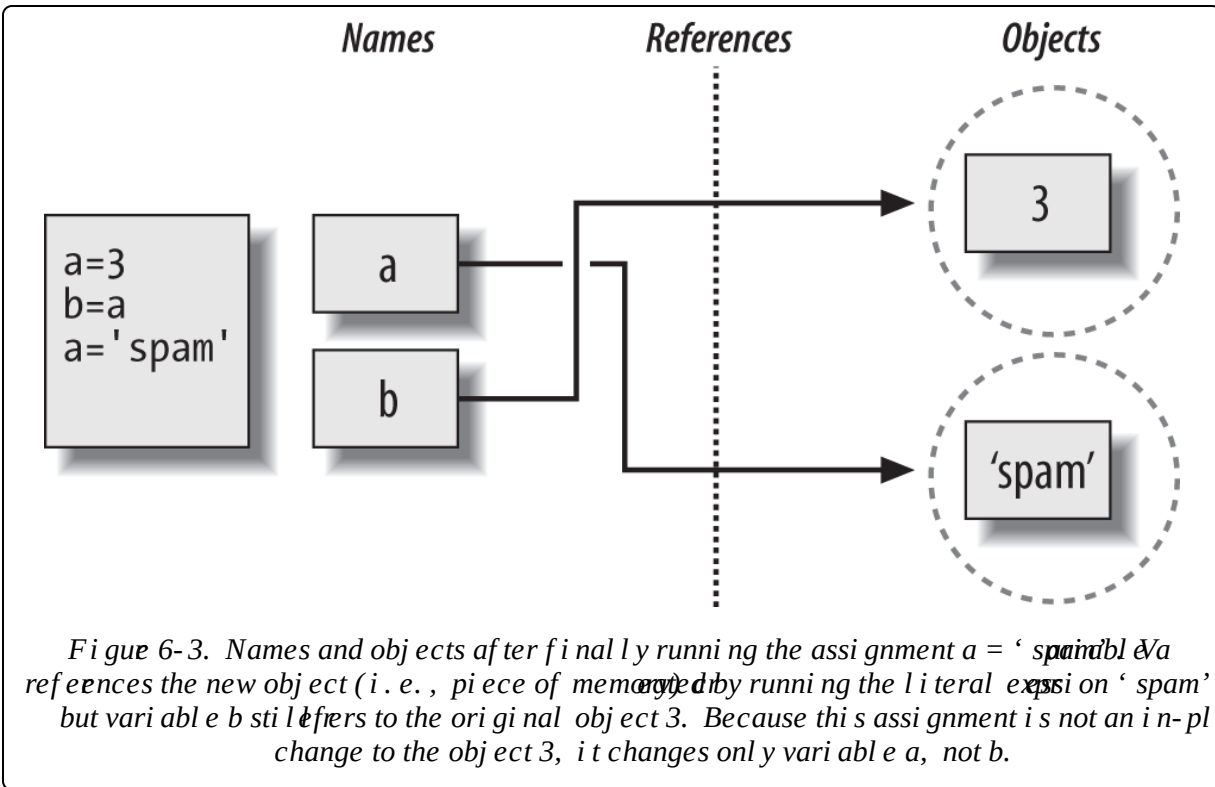 Names
References
Objects
a=3
b=a
a='spam'
a
b
3
‘spam’
Figure 6-3. Names and objects after finally running the assignment a = ‘spam’. Variable a
references the new object (i.e., piece of memory) created by running the literal expression ‘spam’
but variable b still refers to the original object 3. Because this assignment is not an in-pl
change to the object 3, it changes only variable a, not b.